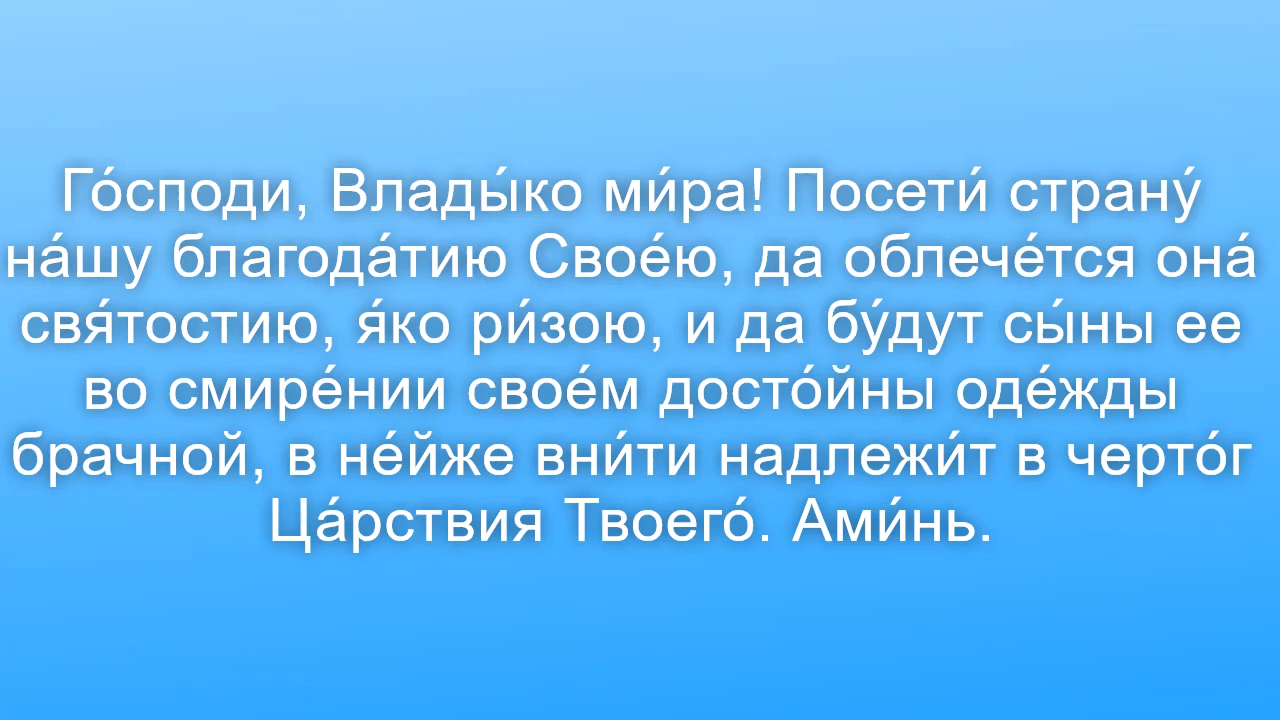 Го́споди, Влады́ко ми́ра! Посети́ страну́
на́шу благода́тию Свое́ю, да облече́тся она́
свя́тостию, я́ко ри́зою, и да бу́дут сы́ны ее
во смире́нии свое́м досто́йны оде́жды
брачной, в не́йже вни́ти надлежи́т в черто́г
Ца́рствия Твоего́. Ами́нь.